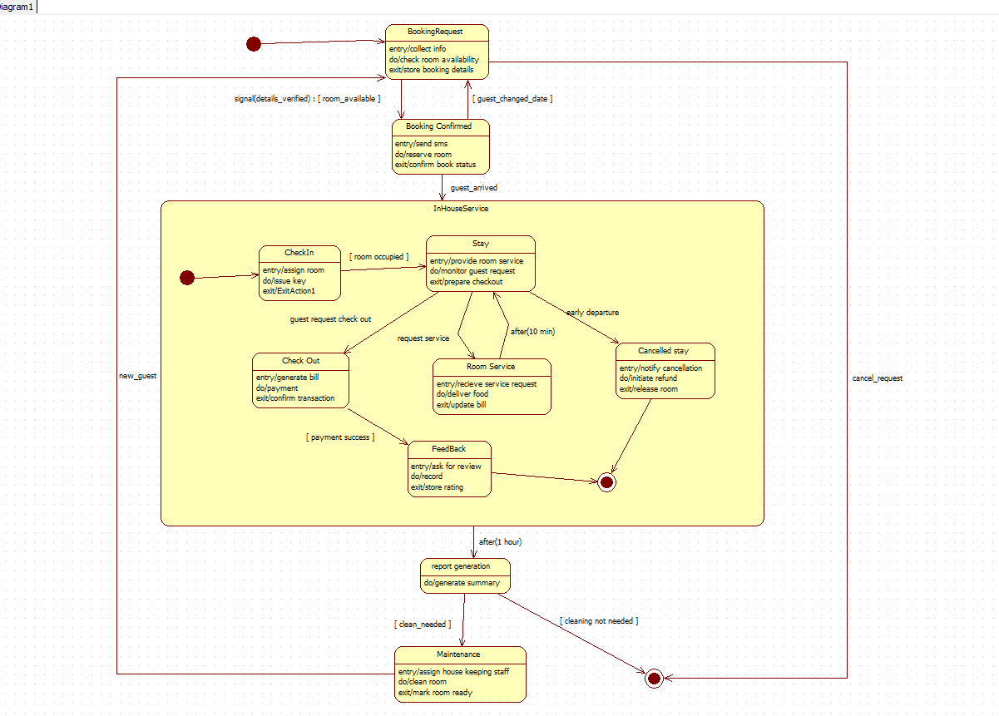 iagram1
BookingRequest
entry/collect info
do/check room availability
exit/store booking details
signal(details_verified) : [ room_available ]
[ guest_changed_date ]
Booking Confirmed
entry/send sms
do/reserve room
exit/confirm book status
guest_arrived
InHouseService
CheckIn
entry/assign room
do/issue key
exit/ExitAction1
[ room occupied ]
Stay
entry/provide room service
do/monitor guest request
exit/prepare checkout
guest request check out
request service
after(10 min)
early departure
Check Out
entry/generate bill
do/payment
exit/confirm transaction
Room Service
entry/recieve service request
do/deliver food
exit/update bill
Cancelled stay
entry/notify cancellation
do/initiate refund
exit/release room
new_guest
cancel_request
[ payment success ]
FeedBack
entry/ask for review
do/record
exit/store rating
after(1 hour)
report generation
do/generate summary
[ clean_needed ]
[ cleaning not needed ]
Maintenance
entry/assign house keeping staff
do/clean room
exit/mark room ready